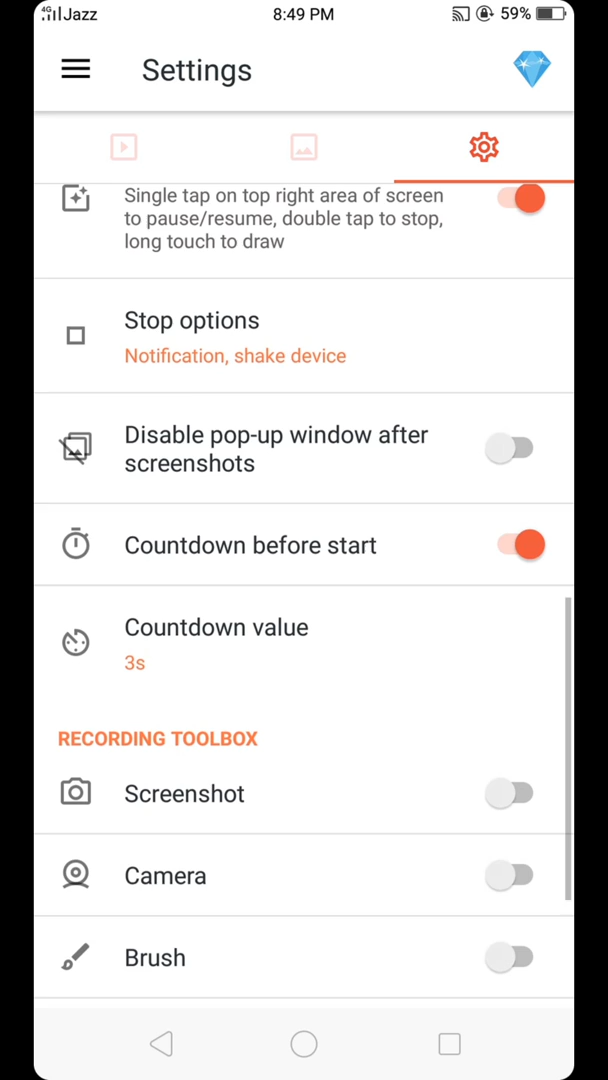 4G Jazz 8:49 PM 59%
Settings
Single tap on top right area of screen
to pause/resume, double tap to stop,
long touch to draw
Stop options
Notification, shake device
Disable pop-up window after
screenshots
Countdown before start
Countdown value
3s
RECORDING TOOLBOX
Screenshot
Camera
Brush